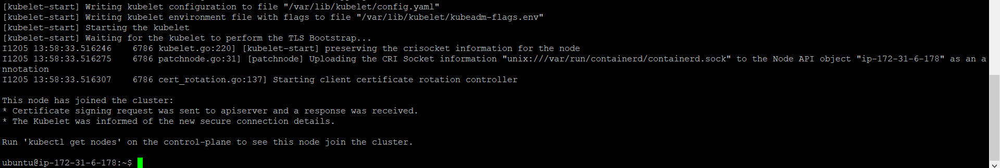 [kubelet-start] Writing kubelet configuration to file "/var/lib/kubelet/config.yaml"
[kubelet-start] Writing kubelet environment file with flags to file "/var/lib/kubelet/kubeadm-flags.env"
[kubelet-start] Starting the kubelet
[kubelet-start] Waiting for the kubelet to perform the TLS Bootstrap...
I1205 13:58:33.516246    6786 kubelet.go:220] [kubelet-start] preserving the crisocket information for the node
I1205 13:58:33.516275    6786 patchnode.go:31] [patchnode] Uploading the CRI Socket information "unix:///var/run/containerd/containerd.sock" to the Node API object "ip-172-31-6-178" as an a
nnotation
I1205 13:58:33.516307    6786 cert_rotation.go:137] Starting client certificate rotation controller

This node has joined the cluster:
* Certificate signing request was sent to apiserver and a response was received.
* The Kubelet was informed of the new secure connection details.

Run 'kubectl get nodes' on the control-plane to see this node join the cluster.

ubuntu@ip-172-31-6-178:~$